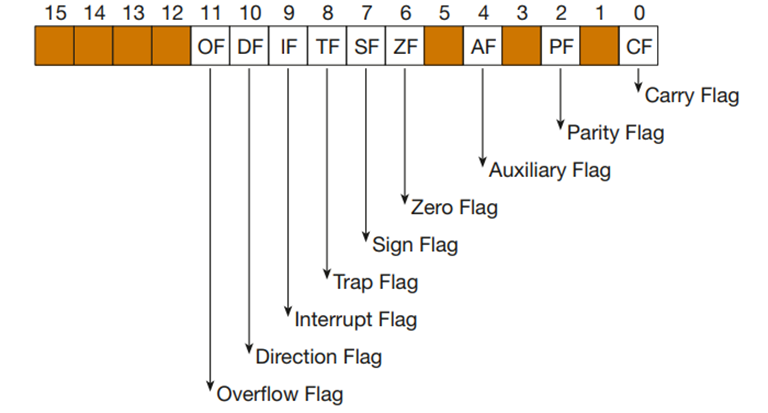 15 14 13 12 11 10 9 8 7 6 5 4 3 2 1 0
OF DF IF TF SF ZF AF PF CF
Carry Flag
Parity Flag
Auxiliary Flag
Zero Flag
Sign Flag
Trap Flag
Interrupt Flag
Direction Flag
Overflow Flag